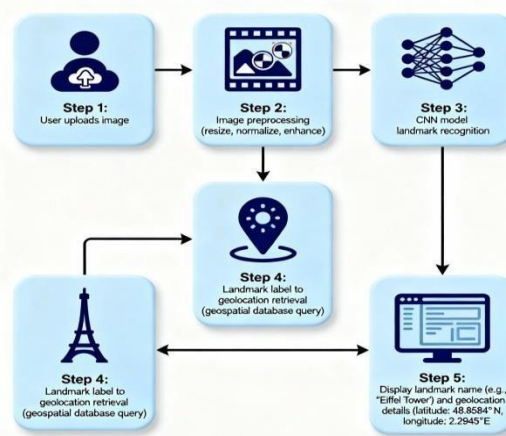 Step 1:
User uploads image
Step 2:
Image preprocessing
(resize, normalize, enhance)
Step 3:
CNN model
landmark recognition
Step 4:
Landmark label to
geolocation retrieval
(geospatial database query)
Step 4:
Landmark label to
geolocation retrieval
(geospatial database query)
Step 5:
Display landmark name (e.g.,
"Eiffel Tower') and geolocation
details (latitude: 48.8584° N,
longitude; 2.2945°E